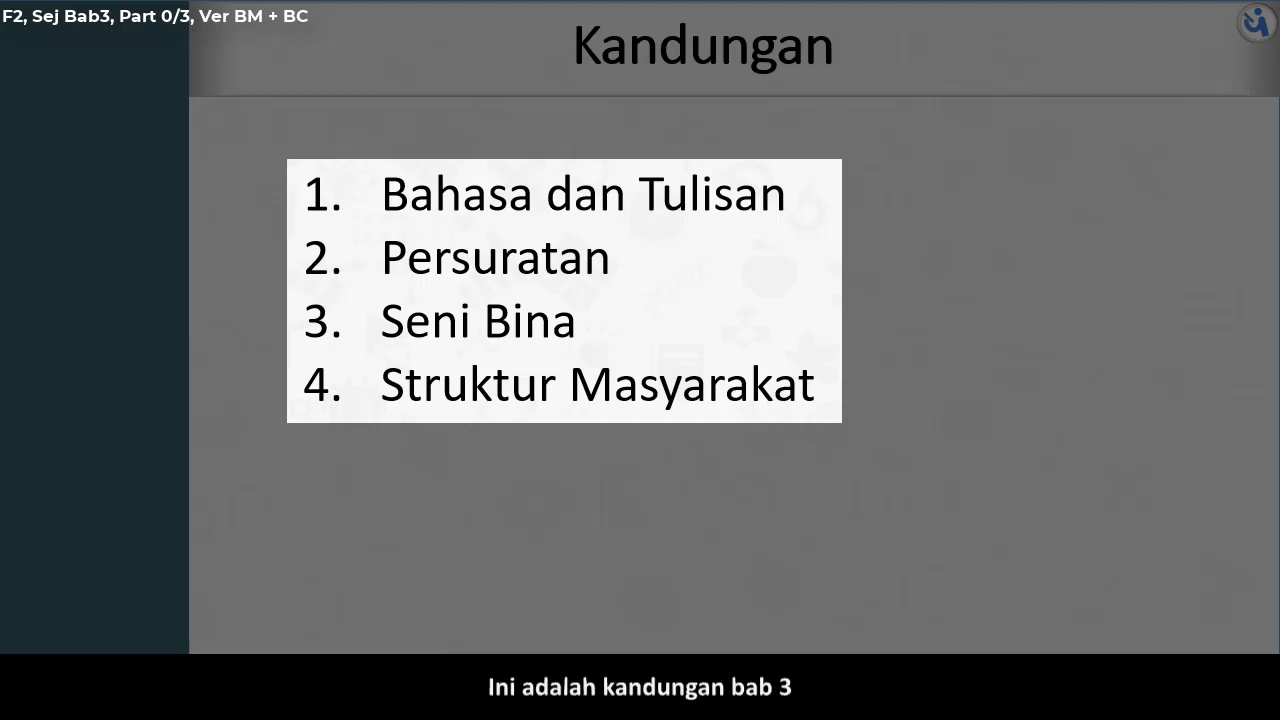 F2, Sej Bab3, Part 0/3, Ver BM + BC
Kandungan
1. Bahasa dan Tulisan
2. Persuratan
3. Seni Bina
4. Struktur Masyarakat
Ini adalah kandungan bab 3